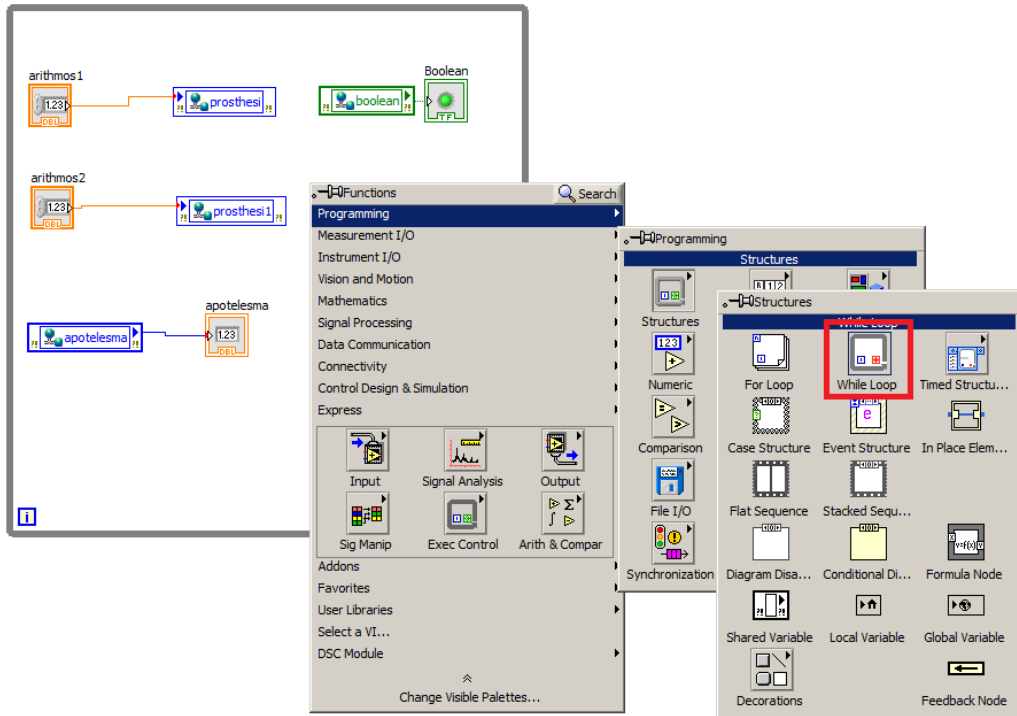 Boolean
arithmos1
1.23
DBL
prosthesi
boolean
TF
arithmos2
1.23
DBL
prosthesi1
apotelesma
apotelesma
1.23
DBL
i
Functions
Search
Programming
Measurement I/O
Instrument I/O
Vision and Motion
Mathematics
Signal Processing
Data Communication
Connectivity
Control Design & Simulation
Express
Input Signal Analysis Output
Sig Manip Exec Control Arith & Compar
Addons
Favorites
User Libraries
Select a VI...
DSC Module
Change Visible Palettes...
Programming
Structures
Structures
123
Numeric
Comparison
File I/O
Synchronization
Structures
While Loop
For Loop While Loop Timed Structu...
Case Structure Event Structure In Place Elem...
Flat Sequence Stacked Sequ...
Diagram Disa... Conditional Di... Formula Node
Shared Variable Local Variable Global Variable
Decorations Feedback Node